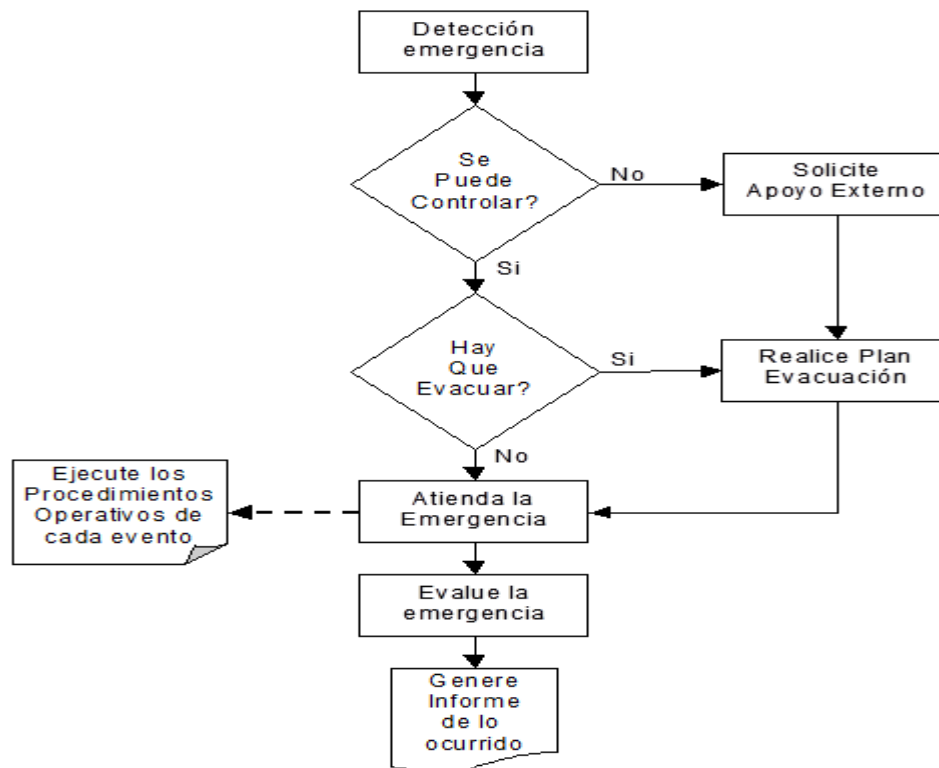 Detección
emergencia
Se
Puede
Controlar?
No
Solicite
Apoyo Externo
Si
Hay
Que
Evacuar?
Si
Realice Plan
Evacuación
No
Ejecute los
Procedimientos
Operativos de
cada evento
Atienda la
Emergencia
Evalue la
emergencia
Genere
Informe
de lo
ocurrido